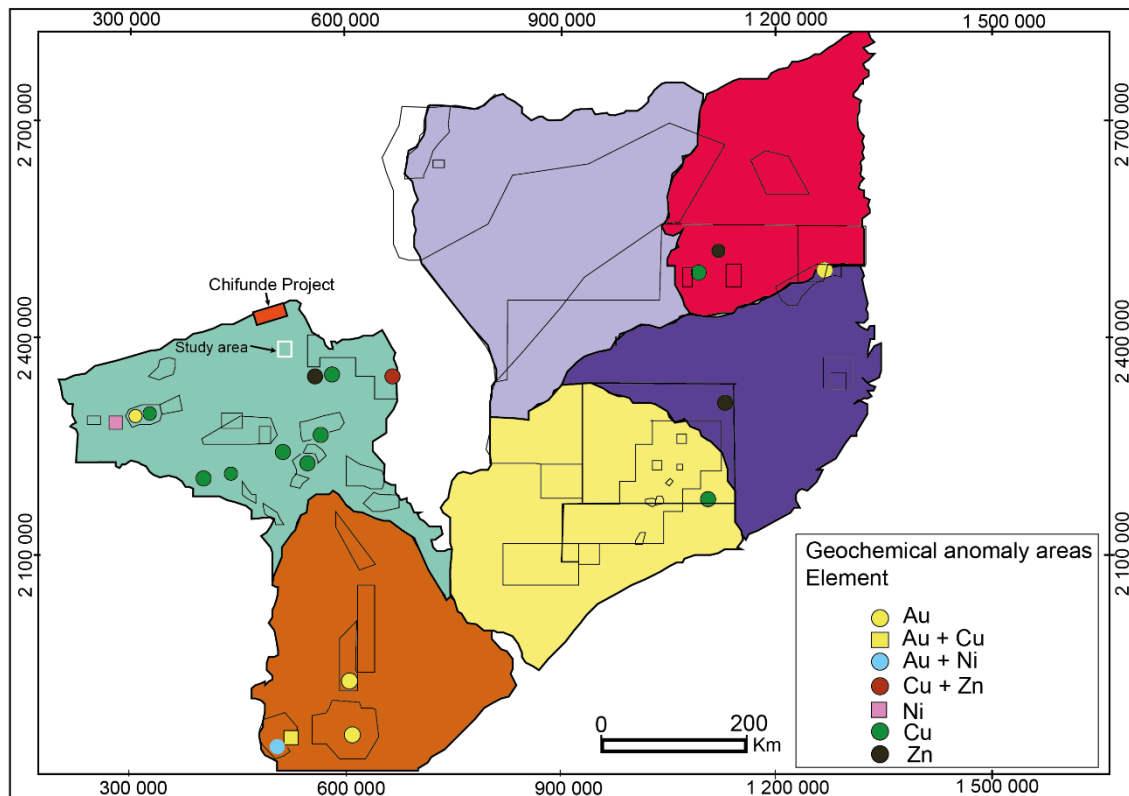 300 000 600 000 900 000 1 200 000 1 500 000
2 700 000 2 700 000
Chifunde Project
2 400 000 2 400 000
Study area
2 100 000 2 100 000
Geochemical anomaly areas
Element
Au
Au + Cu
Au + Ni
Cu + Zn
Ni
Cu
Zn
0 200
Km
300 000 600 000 900 000 1 200 000 1 500 000